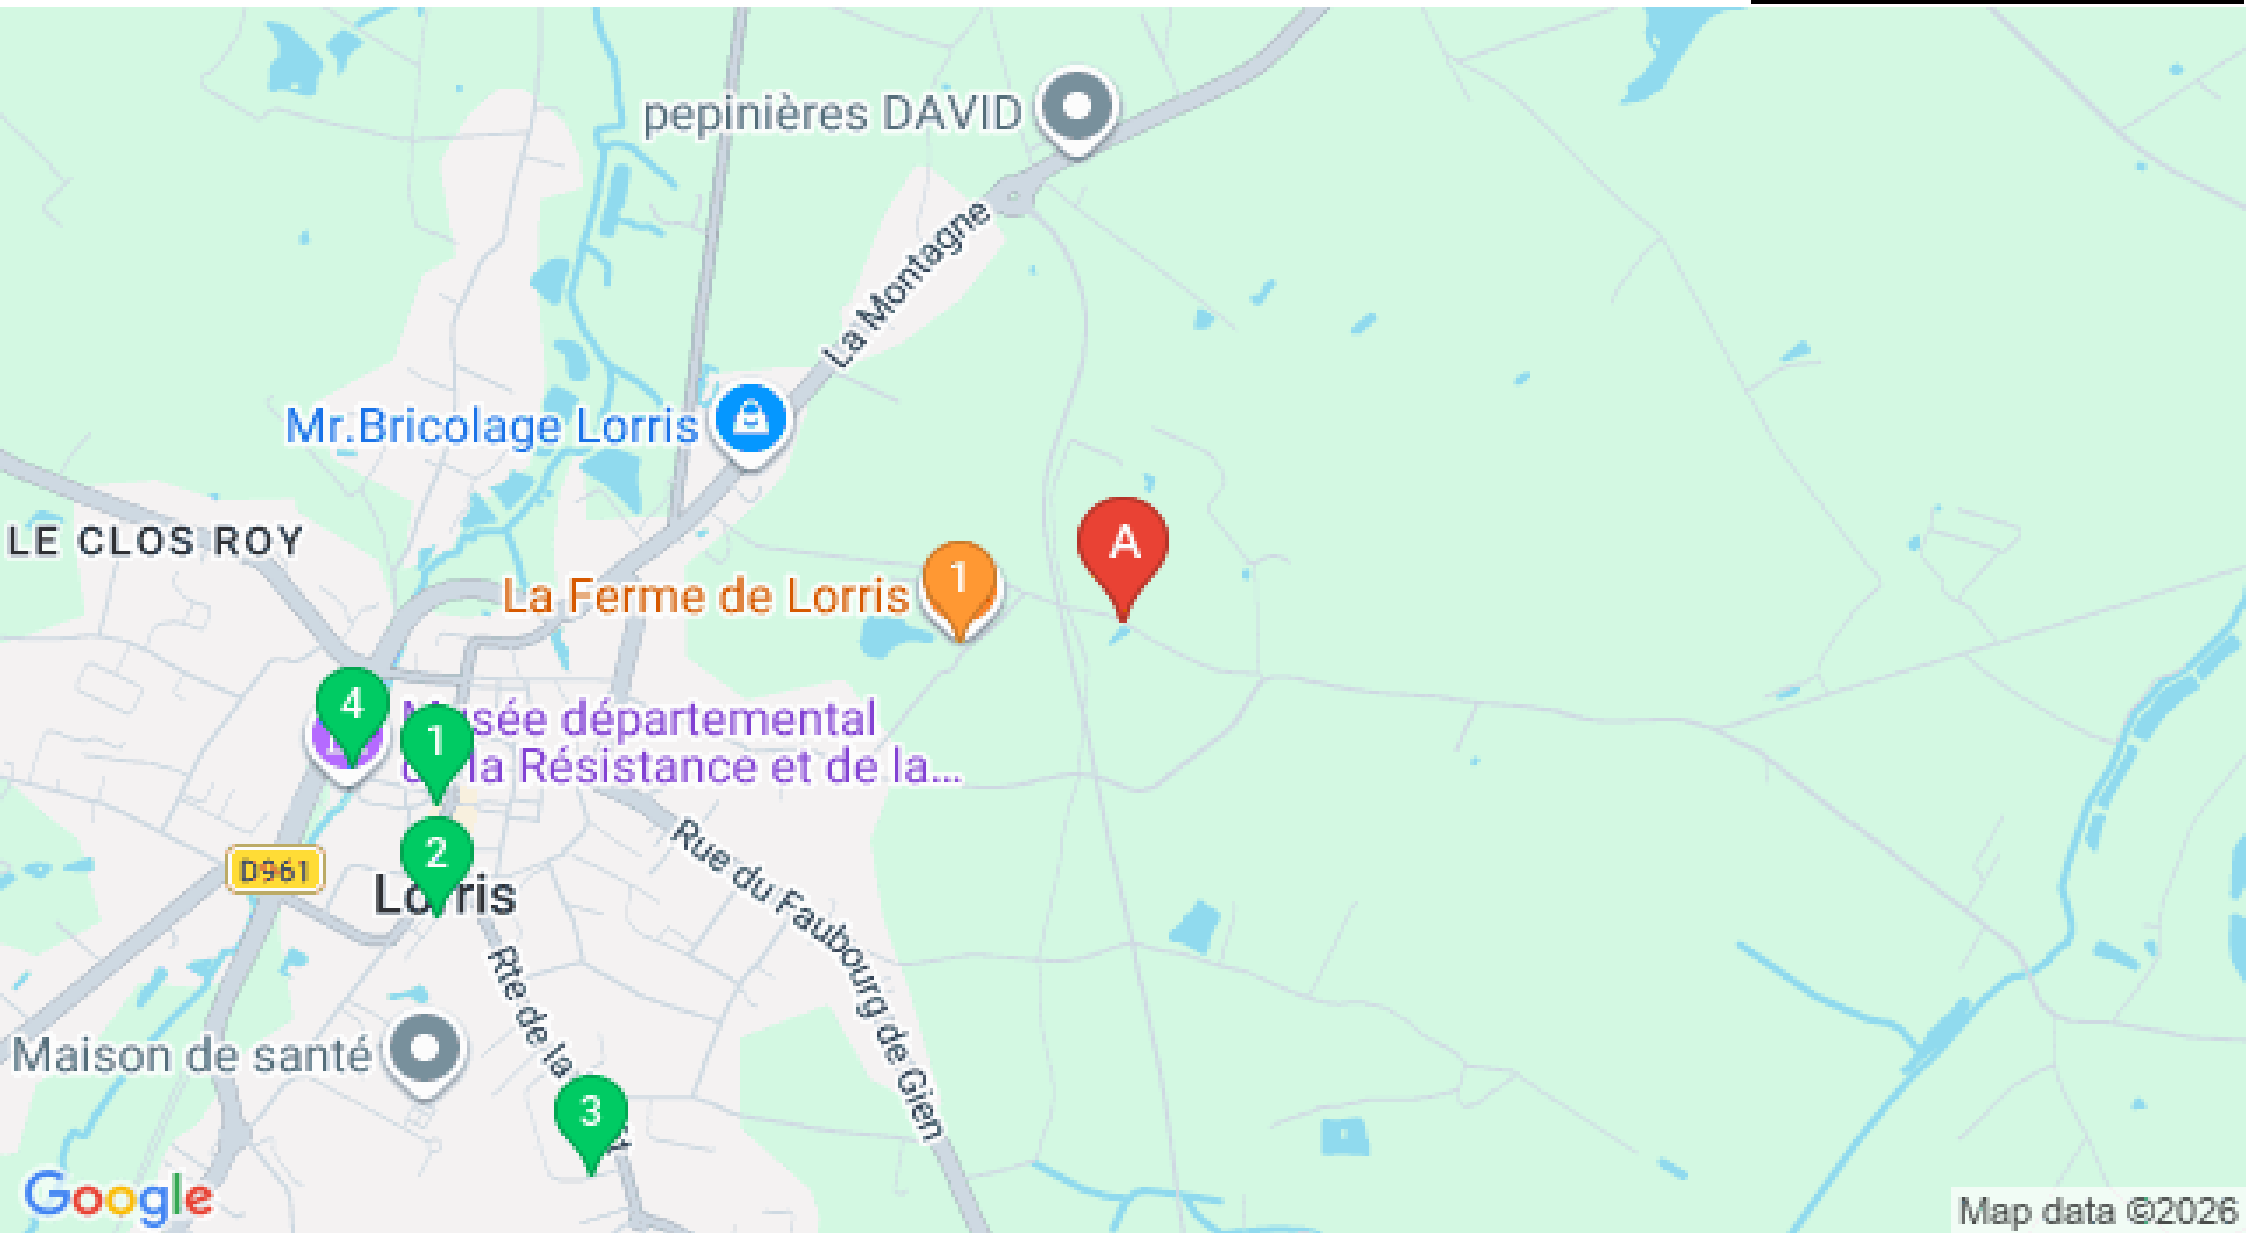 pepinières DAVID
La Montagne
Mr.Bricolage Lorris
LE CLOS ROY
A
La Ferme de Lorris
1
4
1
sée départemental
la Résistance et de la...
2
D961
Lorris
Rue du Faubourg de Gien
Rte de la
Maison de santé
3
Google
Map data ©2026